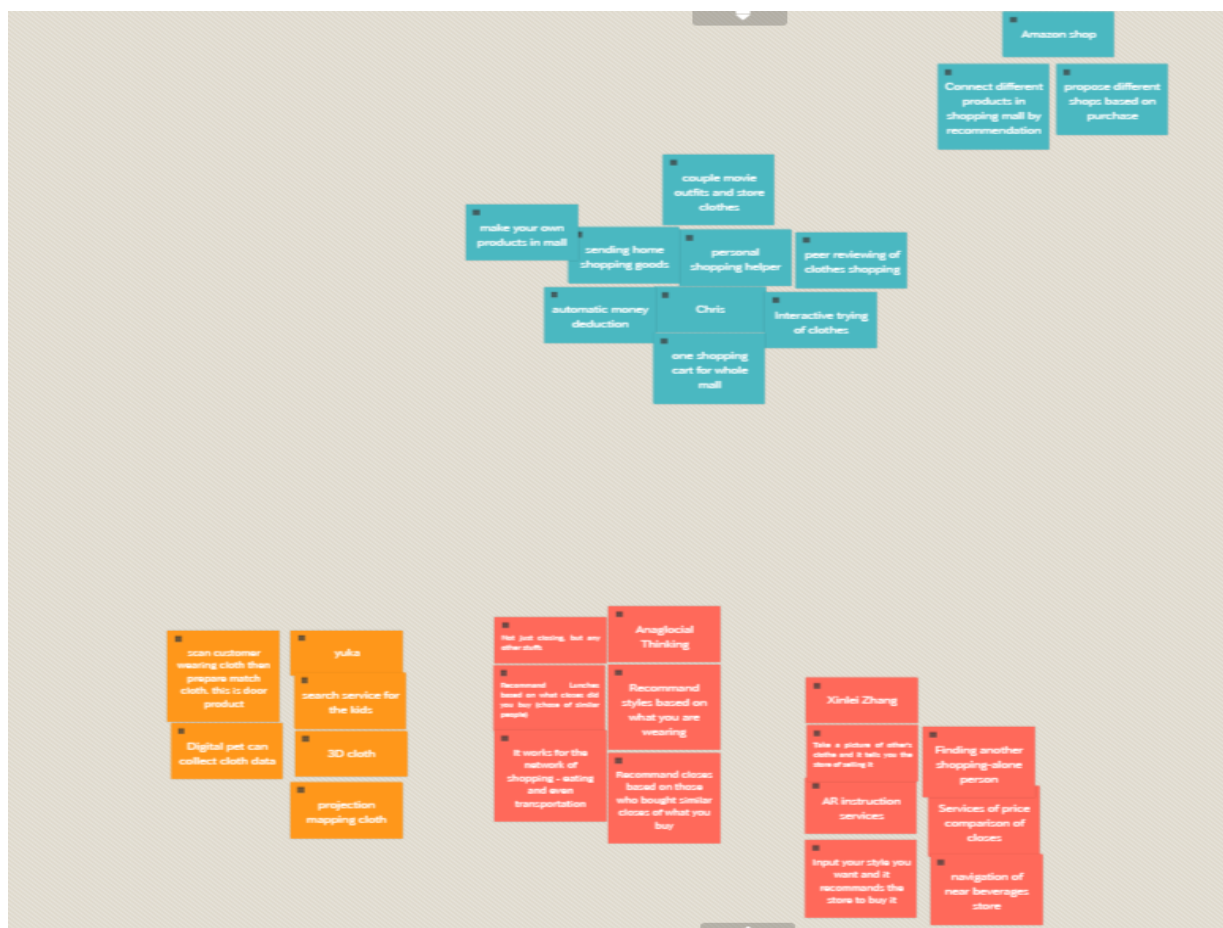 Amazon shop
Connect different
products in
shopping mall by
recommendation
propose different
shops based on
purchase
couple movie
outfits and store
clothes
make your own
products in mall
sending home
shopping goods
personal
shopping helper
peer reviewing of
clothes shopping
automatic money
deduction
Chris
Interactive trying
of clothes
one shopping
cart for whole
mall
scan customer
wearing cloth then
prepare match
cloth. this is door
product
yuka
search service for
the kids
Digital pet can
collect cloth data
3D cloth
projection
mapping cloth
Not just closing, but any
other stuffs
Anaglocial
Thinking
Recommand Lunches
based on what closes did
you buy (chose of similar
people)
Recommand
styles based on
what you are
wearing
It works for the
network of
shopping - eating
and even
transportation
Recommand closes
based on those
who bought similar
closes of what you
buy
Xinlei Zhang
Take a picture of other's
cloths and it tells you the
store of selling it
Finding another
shopping-alone
person
AR instruction
services
Services of price
comparison of
closes
Input your style you
want and it
recommands the
store to buy it
navigation of
near beverages
store